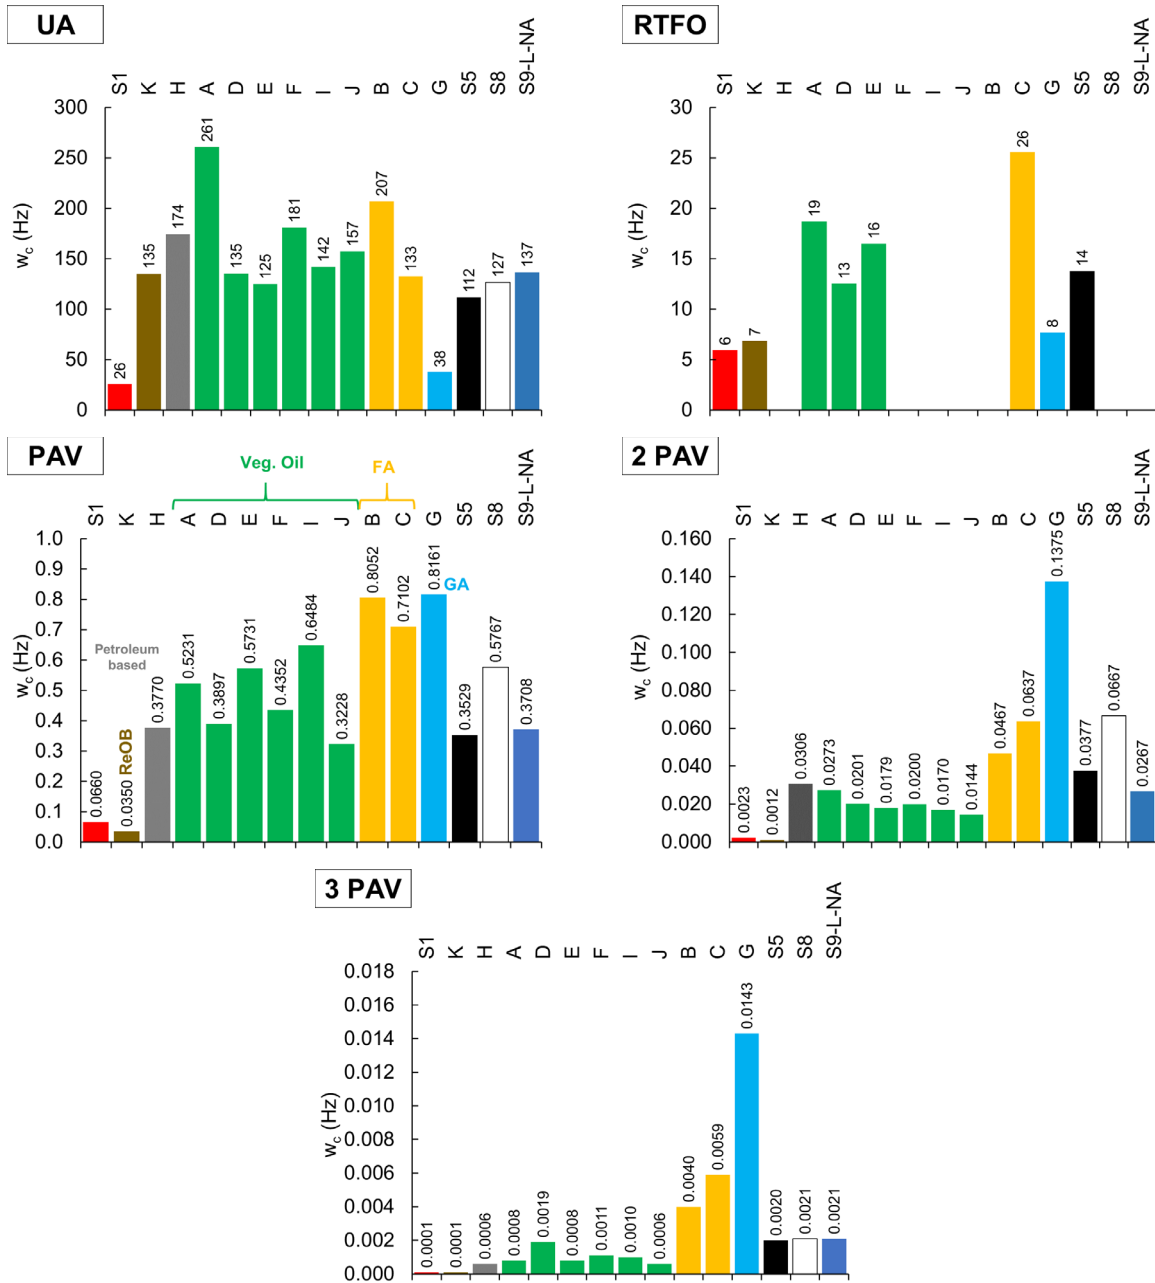 UA
S1 K H A D E F I J B C G S5 S8 S9-L-NA
300
250
200
150
100
50
0
w_c (Hz)
26 135 174 261 135 125 181 142 157 207 133 38 112 127 137
RTFO
S1 K H A D E F I J B C G S5 S8 S9-L-NA
30
25
20
15
10
5
0
w_c (Hz)
6 7 19 13 16 26 8 14
PAV
Veg. Oil
FA
S1 K H A D E F I J B C G S5 S8 S9-L-NA
1.0
0.9
0.8
0.7
0.6
0.5
0.4
0.3
0.2
0.1
0.0
w_c (Hz)
GA
Petroleum
based
ReOB
0.0660 0.0350 0.3770 0.5231 0.3897 0.5731 0.4352 0.6484 0.3228 0.8052 0.7102 0.8161 0.3529 0.5767 0.3708
2 PAV
S1 K H A D E F I J B C G S5 S8 S9-L-NA
0.160
0.140
0.120
0.100
0.080
0.060
0.040
0.020
0.000
w_c (Hz)
0.0023 0.0012 0.0306 0.0273 0.0201 0.0179 0.0200 0.0170 0.0144 0.0467 0.0637 0.1375 0.0377 0.0667 0.0267
3 PAV
S1 K H A D E F I J B C G S5 S8 S9-L-NA
0.018
0.016
0.014
0.012
0.010
0.008
0.006
0.004
0.002
0.000
w_c (Hz)
0.0001 0.0001 0.0006 0.0008 0.0019 0.0008 0.0011 0.0010 0.0006 0.0040 0.0059 0.0143 0.0020 0.0021 0.0021